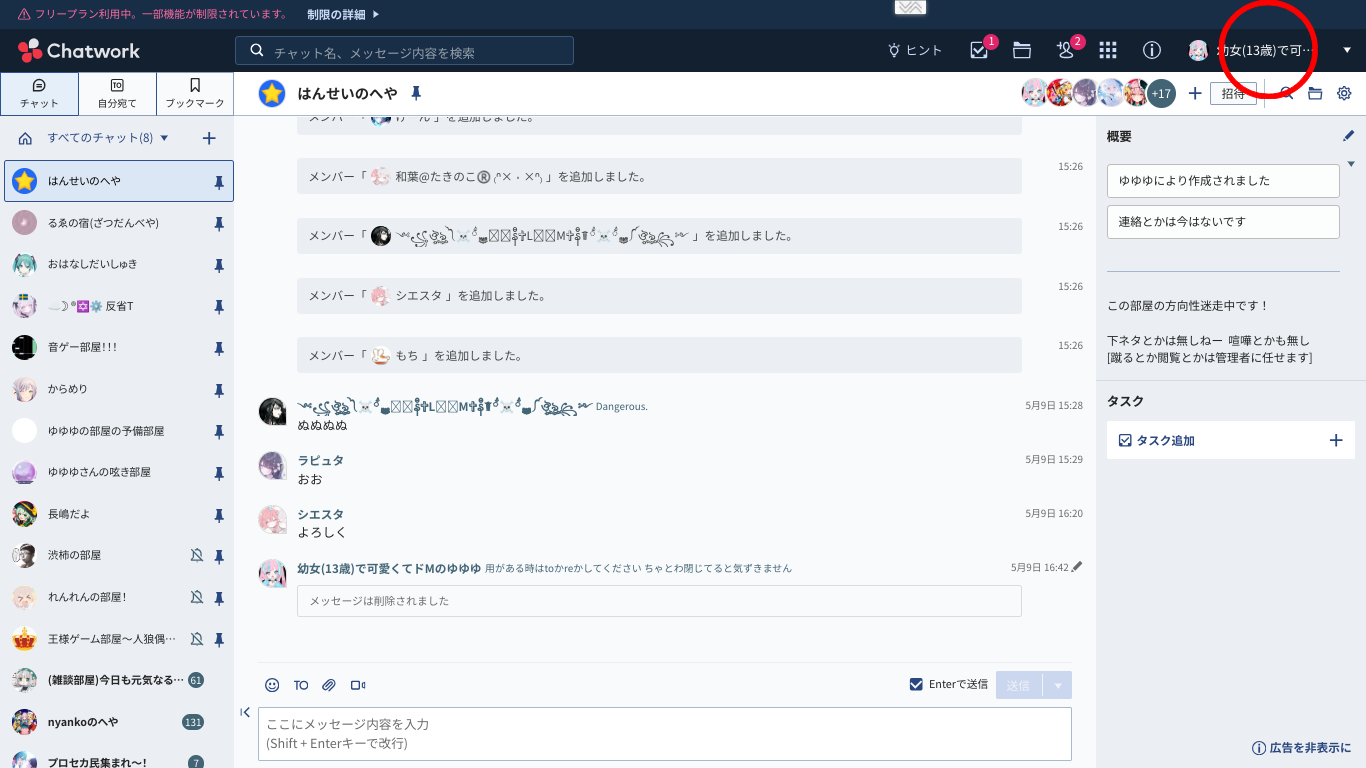 フリープラン利用中。一部機能が制限されています。 制限の詳細
Chatwork
チャット名、メッセージ内容を検索
ヒント
1
2
幼女(13歳)で可…
チャット
自分宛て
ブックマーク
すべてのチャット(8)
はんせいのへや
るゑの宿(ざつだんべや)
おはなしだいしゅき
反省T
音ゲー部屋!!!
からめり
ゆゆゆの部屋の予備部屋
ゆゆゆさんの呟き部屋
長嶋だよ
渋柿の部屋
れんれんの部屋!
王様ゲーム部屋〜人狼偶…
(雑談部屋)今日も元気なる… 61
nyankoのへや 131
プロセカ民集まれ〜! 7
はんせいのへや
+17
招待
」を追加しました。
メンバー「 和葉@たきのこ®️ 」を追加しました。 15:26
メンバー「 」を追加しました。 15:26
メンバー「 シエスタ 」を追加しました。 15:26
メンバー「 もち 」を追加しました。 15:26
Dangerous. 5月9日 15:28
ぬぬぬぬ
ラピュタ 5月9日 15:29
おお
シエスタ 5月9日 16:20
よろしく
幼女(13歳)で可愛くてドMのゆゆゆ 用がある時はtoかreかしてください ちゃとわ閉じてると気ずきません 5月9日 16:42
メッセージは削除されました
TO
Enterで送信
送信
ここにメッセージ内容を入力
(Shift + Enterキーで改行)
概要
ゆゆゆにより作成されました
連絡とかは今はないです
この部屋の方向性迷走中です！
下ネタとかは無しねー 喧嘩とかも無し
[蹴るとか閲覧とかは管理者に任せます]
タスク
タスク追加
広告を非表示に